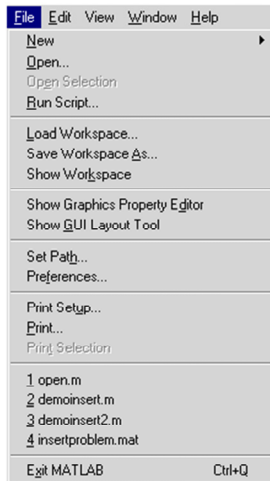 File Edit View Window Help
New
Open...
Open Selection
Run Script...
Load Workspace...
Save Workspace As...
Show Workspace
Show Graphics Property Editor
Show GUI Layout Tool
Set Path...
Preferences...
Print Setup...
Print...
Print Selection
1 open.m
2 demoinsert.m
3 demoinsert2.m
4 insertproblem.mat
Exit MATLAB Ctrl+Q